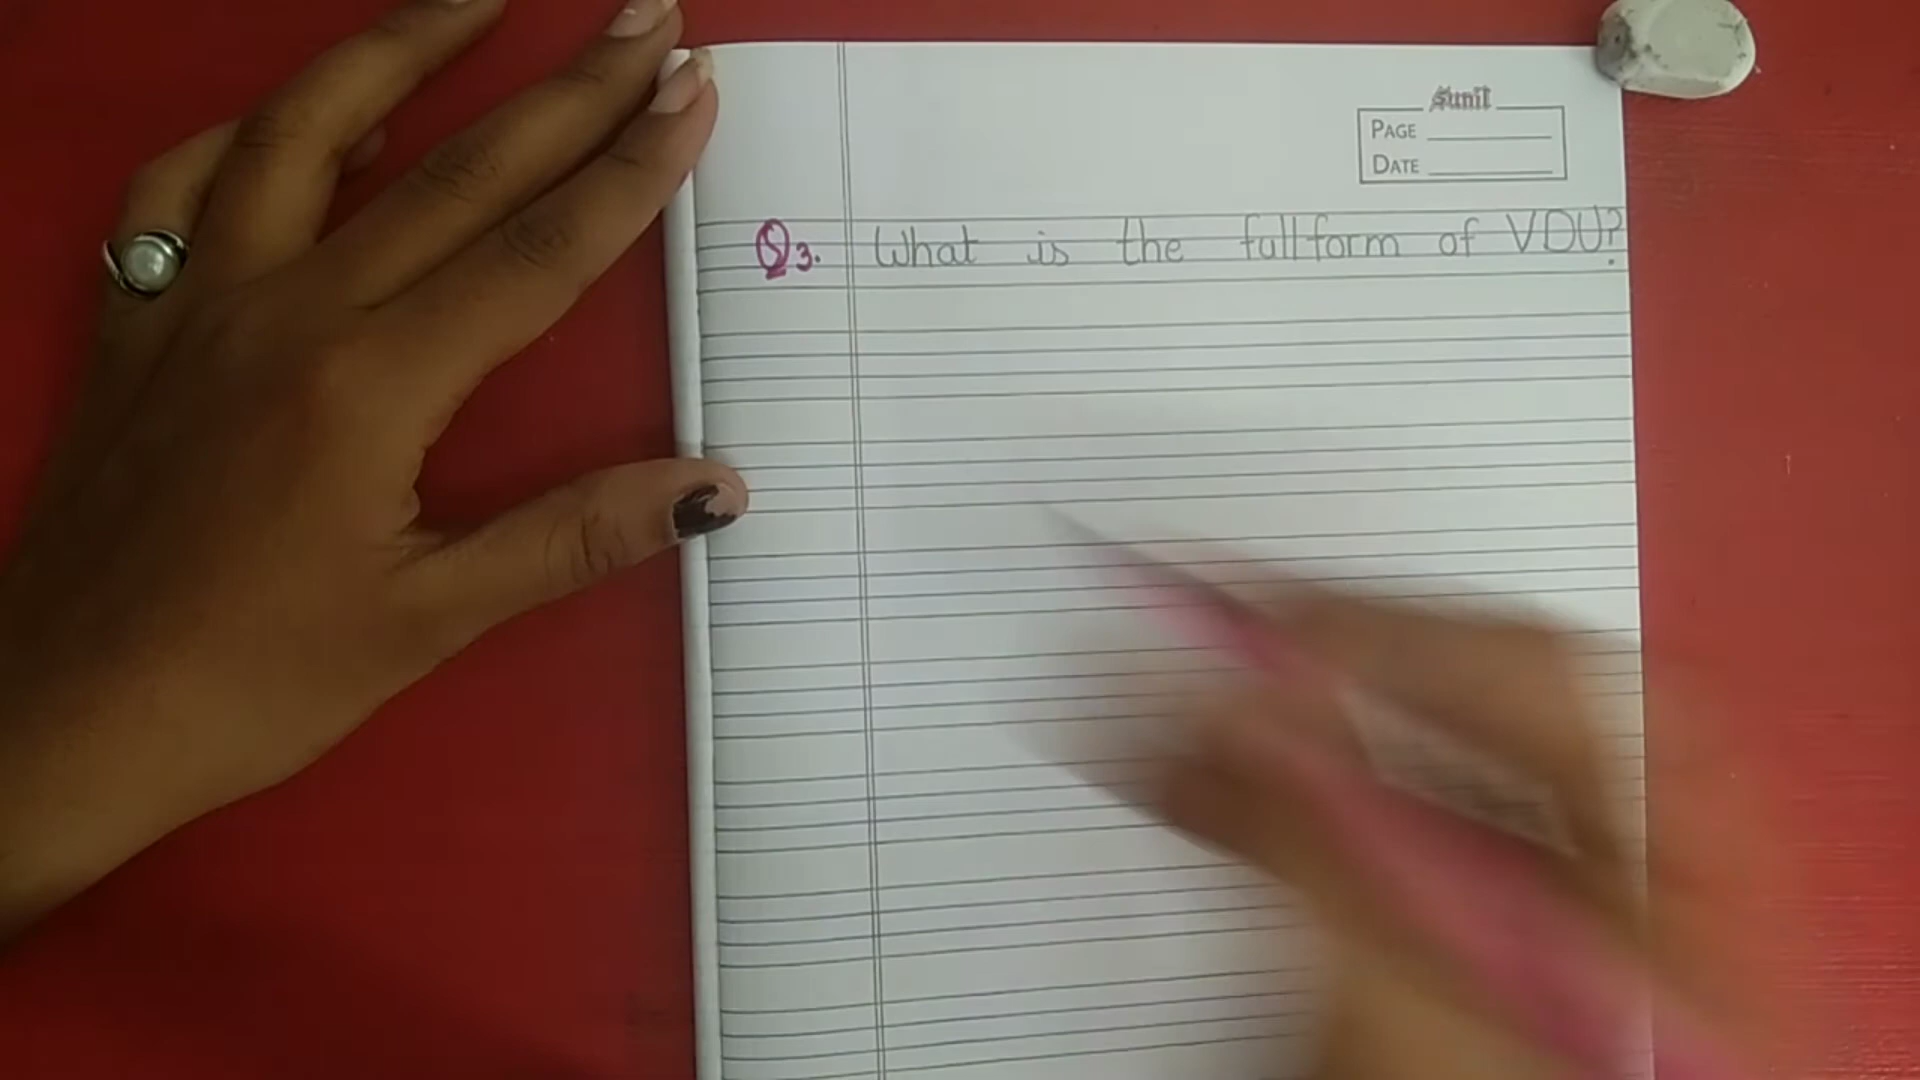 Sunil
PAGE
DATE
Q3. What is the fullform of VDU?